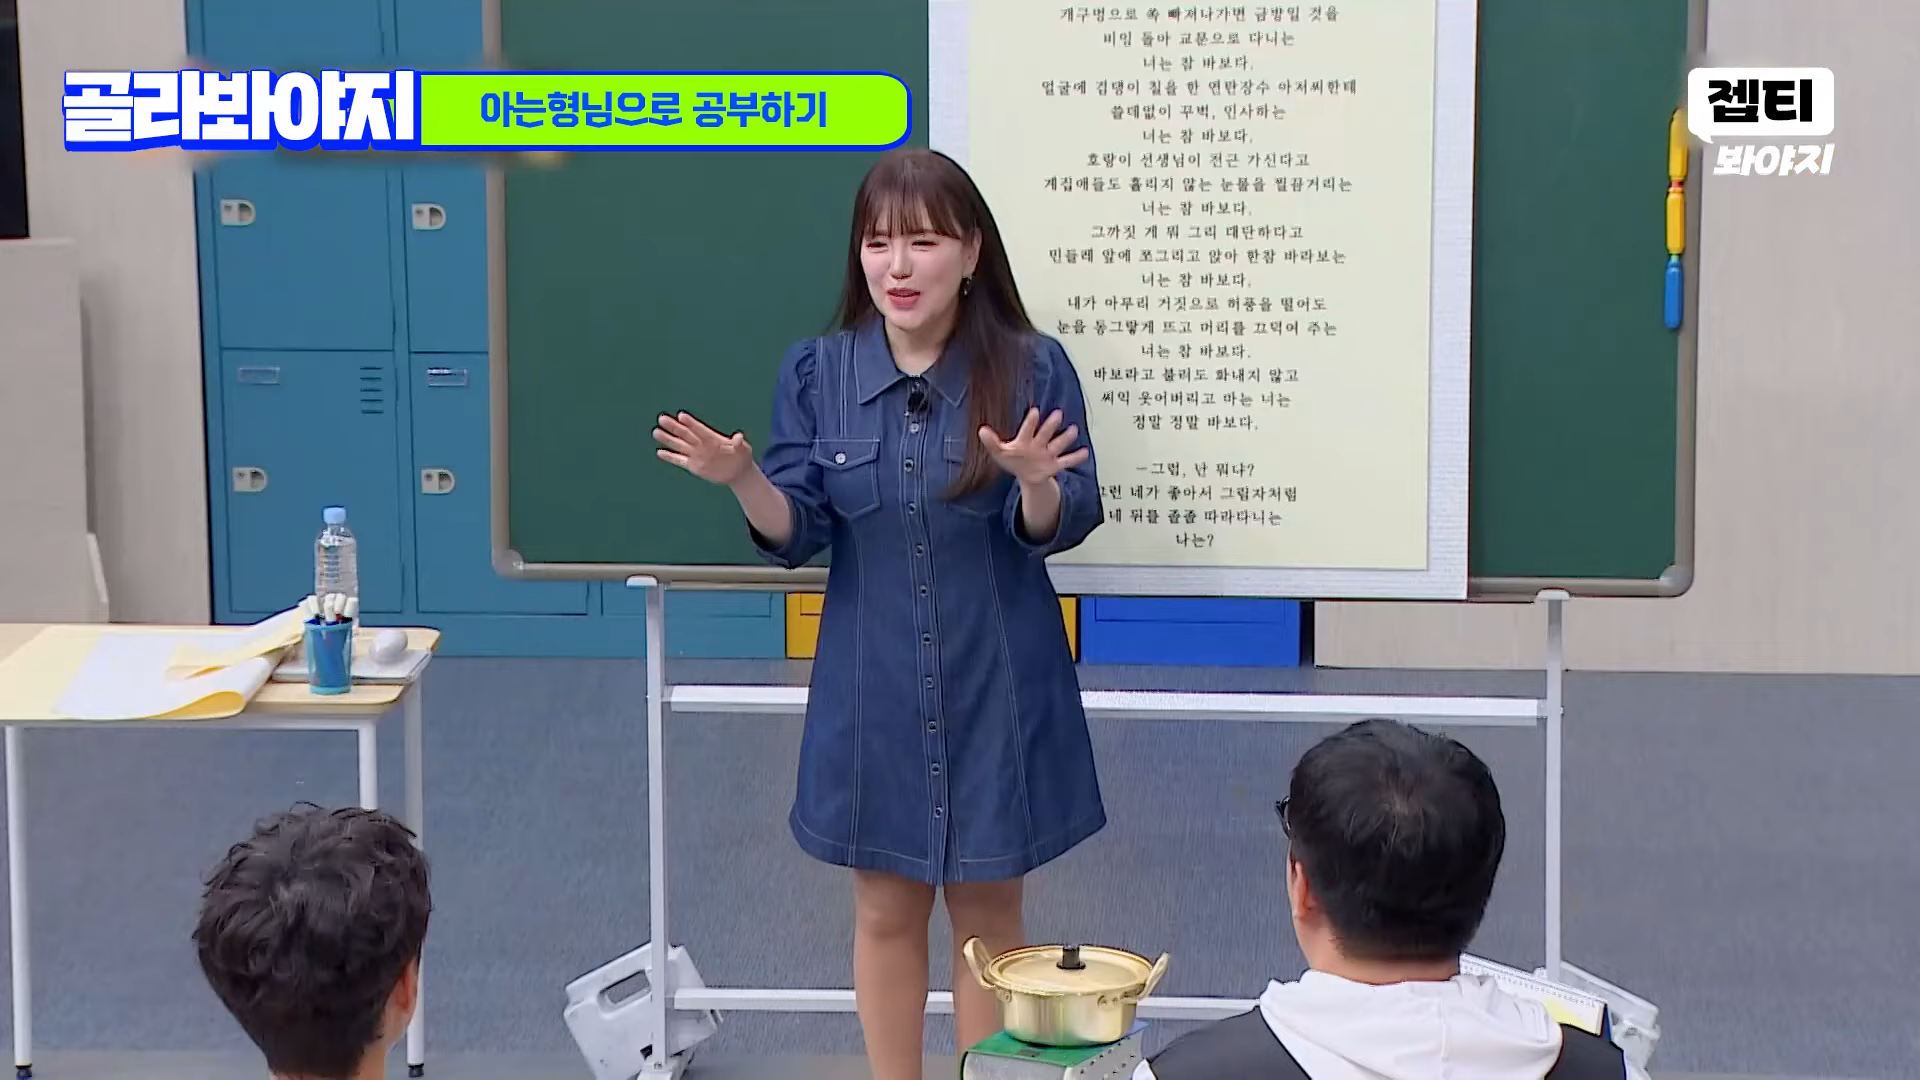 골라봐야지
아는형님으로 공부하기
젭티
봐야지
개구멍으로 쏙 빠져나가면 금방일 것을
비잉 돌아 교문으로 다니는
너는 참 바보다.
얼굴에 검댕이 칠을 한 연탄장수 아저씨한테
쓸데없이 꾸벅, 인사하는
너는 참 바보다.
호랑이 선생님이 전근 가신다고
계집애들도 흘리지 않는 눈물을 찔끔거리는
너는 참 바보다.
그까짓 게 뭐 그리 대단하다고
민들레 앞에 쪼그리고 앉아 한참 바라보는
너는 참 바보다.
내가 아무리 거짓으로 허풍을 떨어도
눈을 동그랗게 뜨고 머리를 끄덕여 주는
너는 참 바보다.
바보라고 불러도 화내지 않고
씨익 웃어버리고 마는 너는
정말 정말 바보다.
-그럼, 난 뭐냐?
그런 네가 좋아서 그림자처럼
네 뒤를 졸졸 따라다니는
나는?